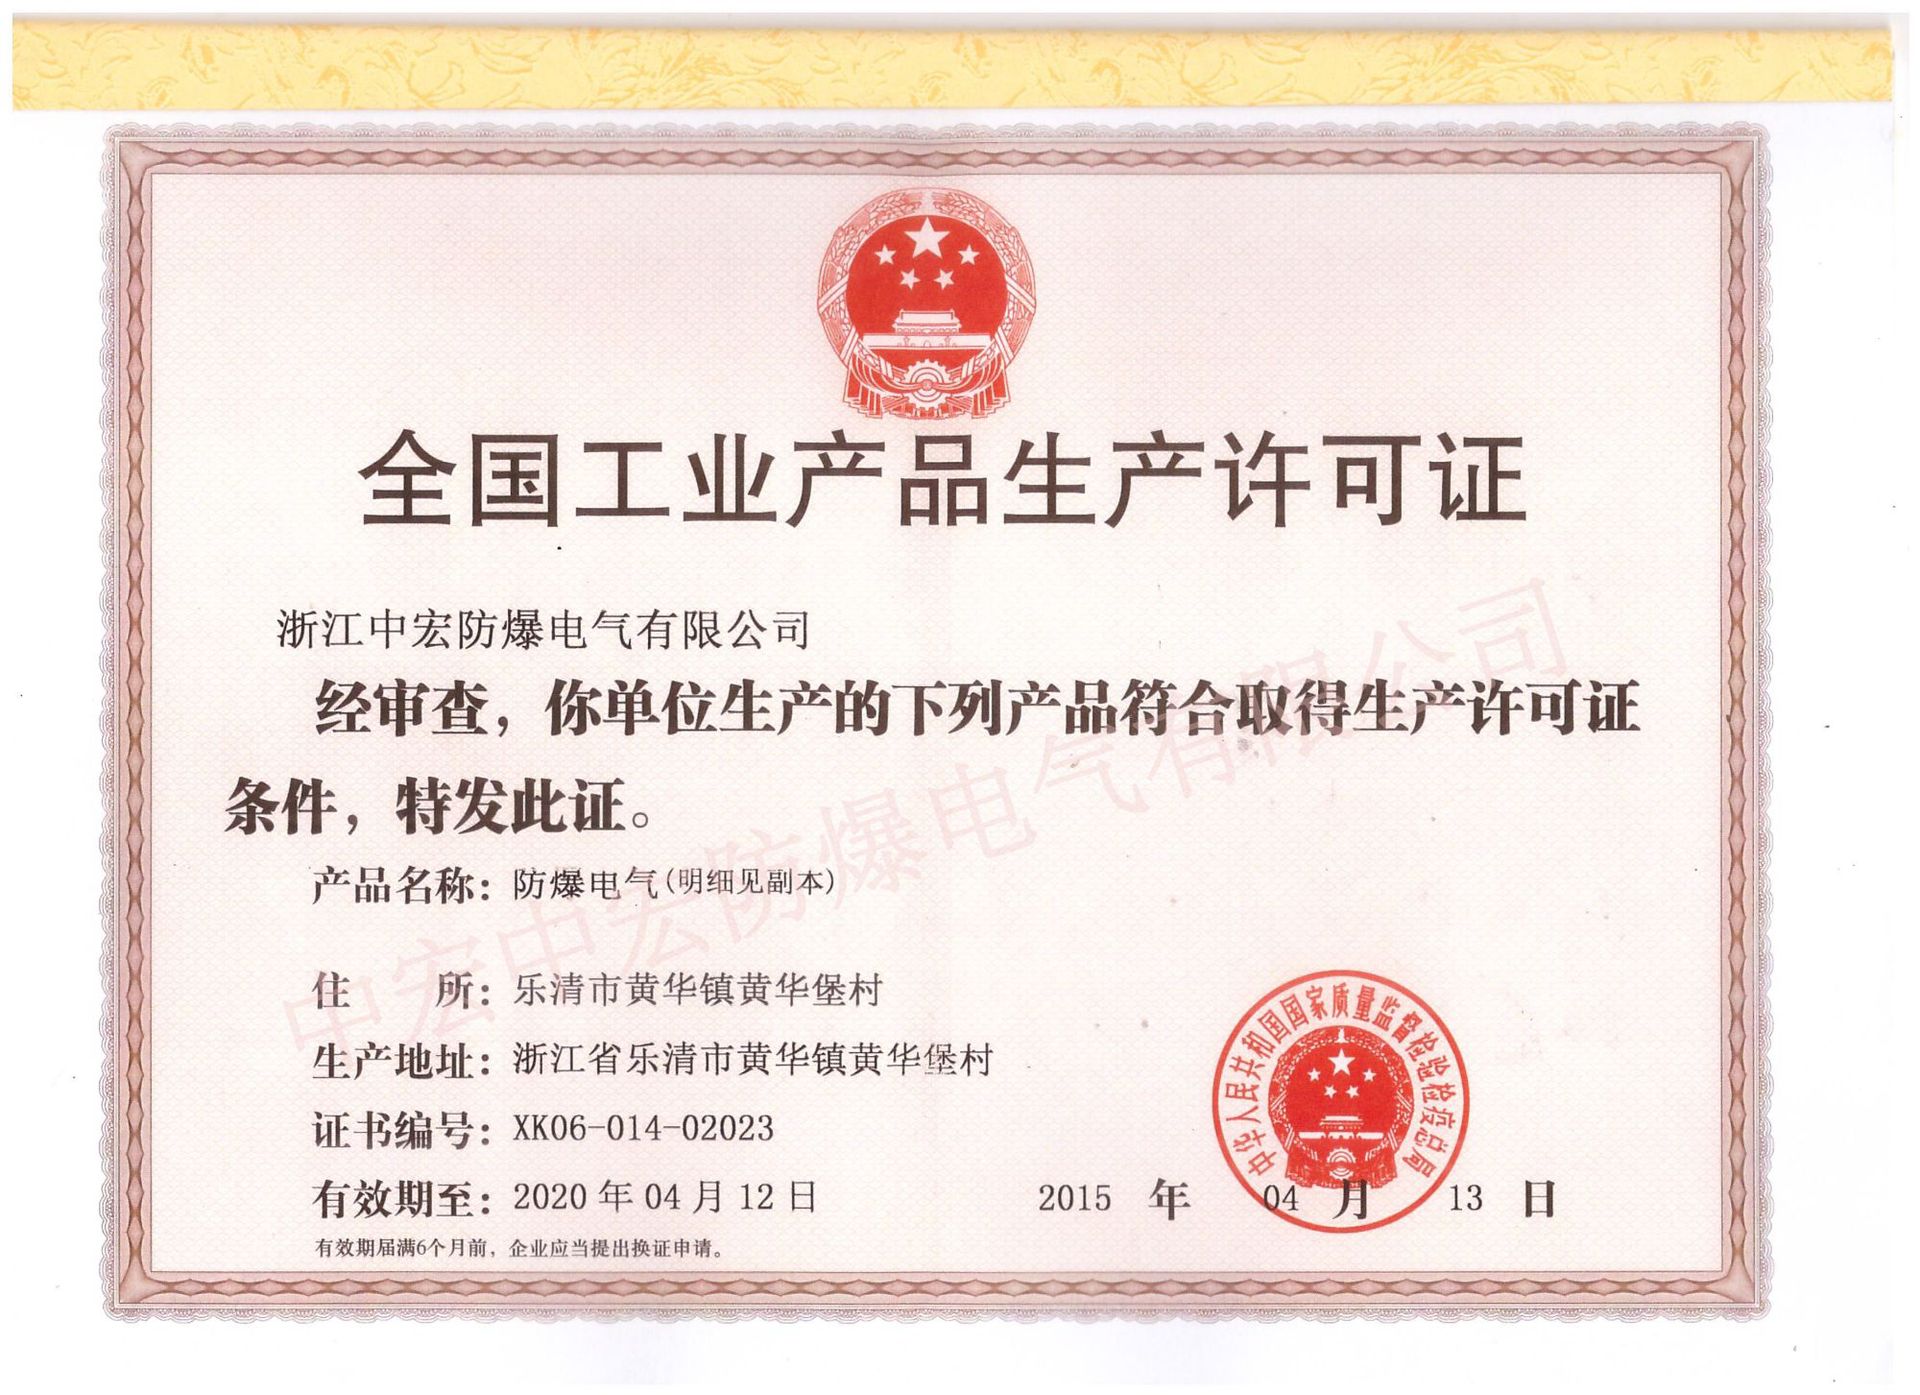 全国工业产品生产许可证
浙江中宏防爆电气有限公司
经审查，你单位生产的下列产品符合取得生产许可证
条件，特发此证。
产品名称：防爆电气(明细见副本)
住 所：乐清市黄华镇黄华堡村
生产地址：浙江省乐清市黄华镇黄华堡村
证书编号：XK06-014-02023
有效期至：2020 年 04 月 12 日
2015 年 04 月 13 日
有效期届满6个月前，企业应当提出换证申请。
中华人民共和国国家质量监督检验检疫总局
中宏中宏防爆电气有限公司